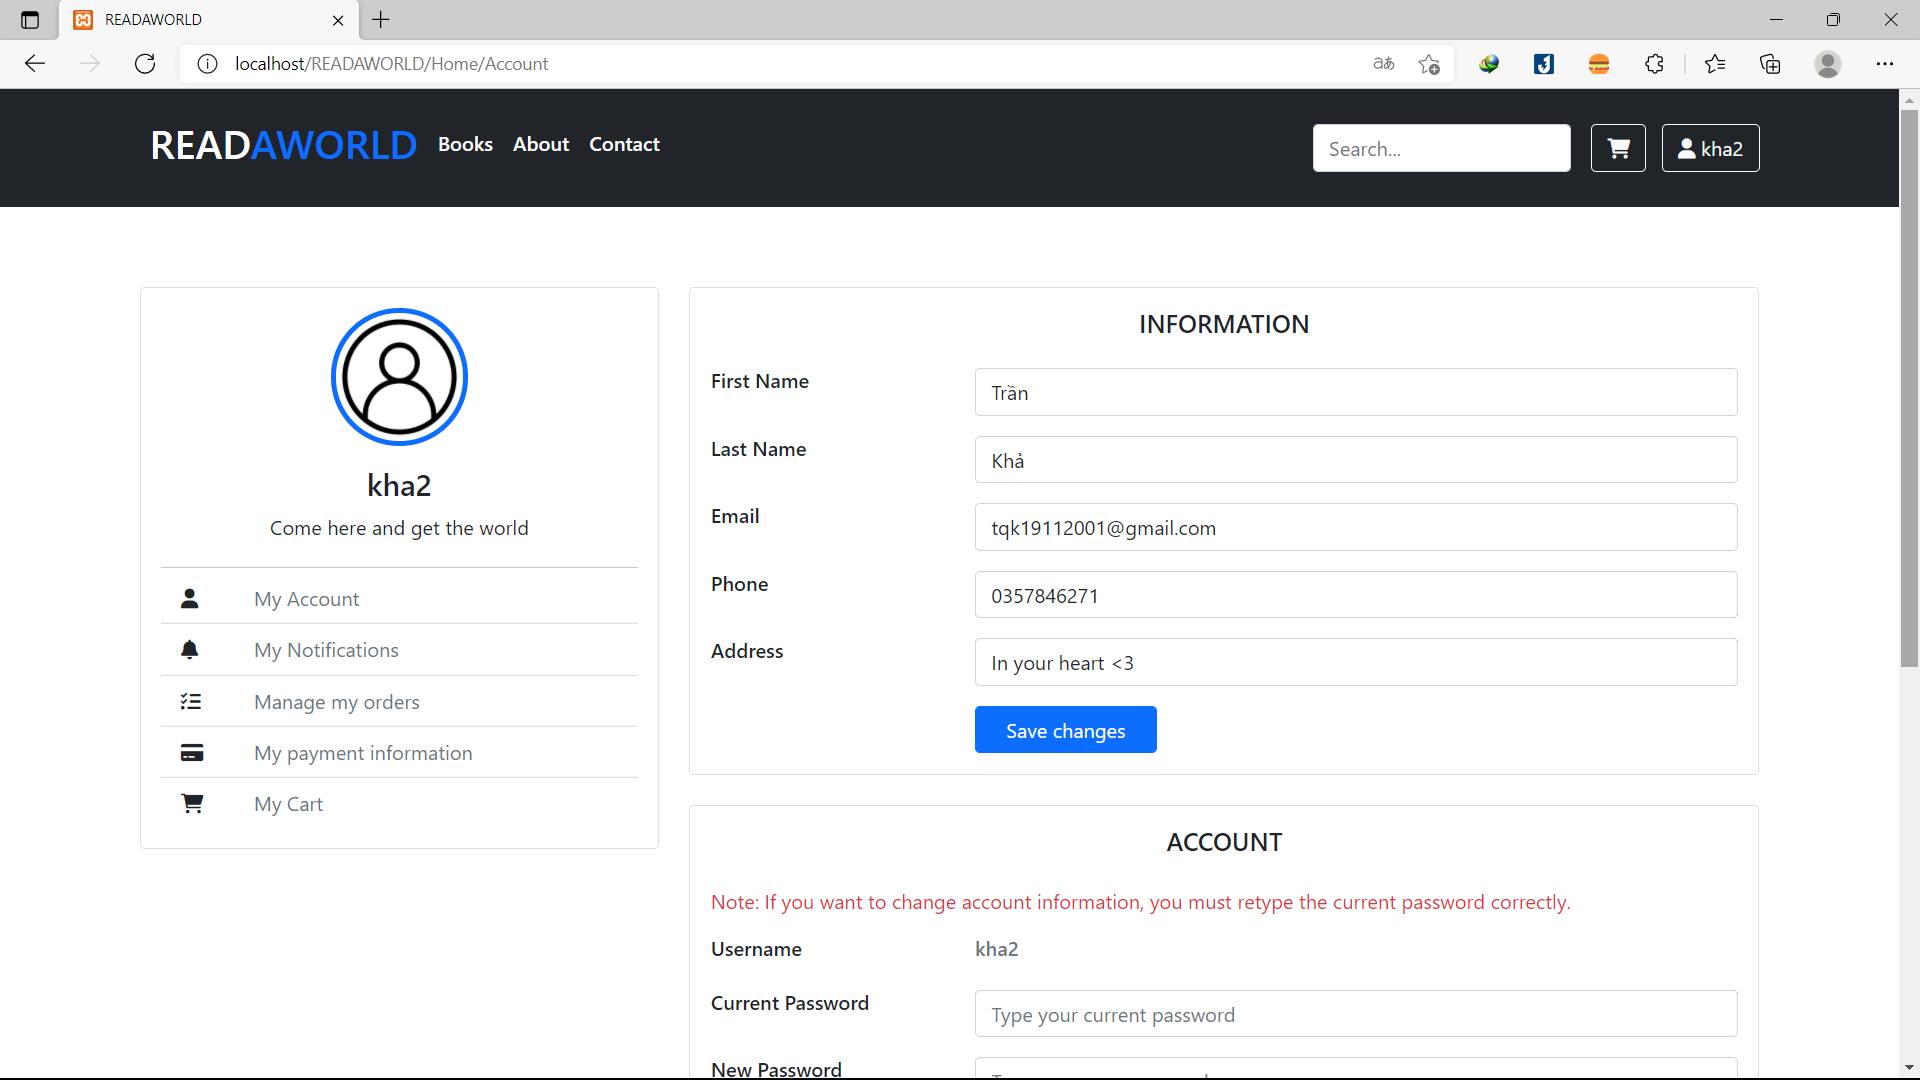 READAWORLD
localhost/READAWORLD/Home/Account
READAWORLD Books About Contact Search... kha2
kha2
Come here and get the world
My Account
My Notifications
Manage my orders
My payment information
My Cart
INFORMATION
First Name Trần
Last Name Khả
Email tqk19112001@gmail.com
Phone 0357846271
Address In your heart <3
Save changes
ACCOUNT
Note: If you want to change account information, you must retype the current password correctly.
Username kha2
Current Password Type your current password
New Password